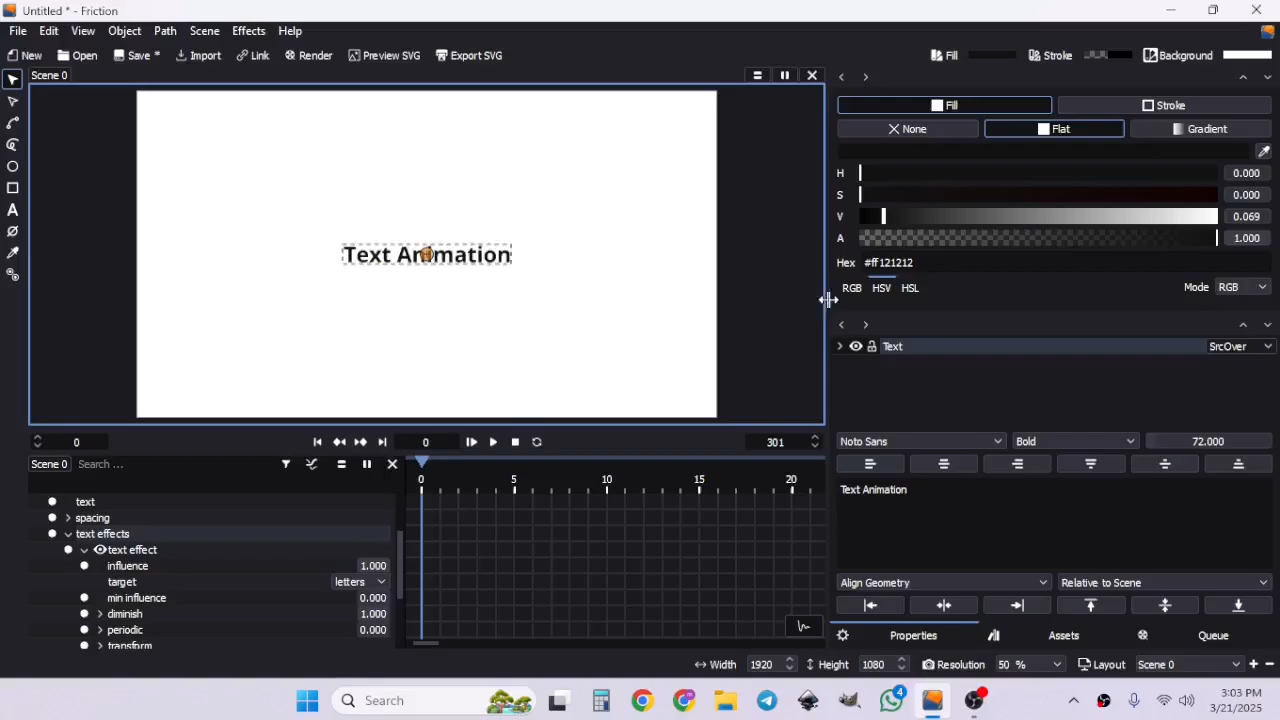 Untitled * - Friction
File Edit View Object Path Scene Effects Help
New Open Save * Import Link Render Preview SVG Export SVG Fill Stroke Background
Scene 0
Fill Stroke
None Flat Gradient
H 0.000
S 0.000
V 0.069
A 1.000
Hex #ff121212
RGB HSV HSL Mode RGB
Text Animation
Text SrcOver
0 0 301
Noto Sans Bold 72.000
Scene 0 Search ...
0 5 10 15 20
Text Animation
text
spacing
text effects
text effect
influence 1.000
target letters
min influence 0.000
diminish 1.000
periodic 0.000
transform
Align Geometry Relative to Scene
Properties Assets Queue
Width 1920 Height 1080 Resolution 50 % Layout Scene 0
Search
4
3:03 PM
3/21/2025